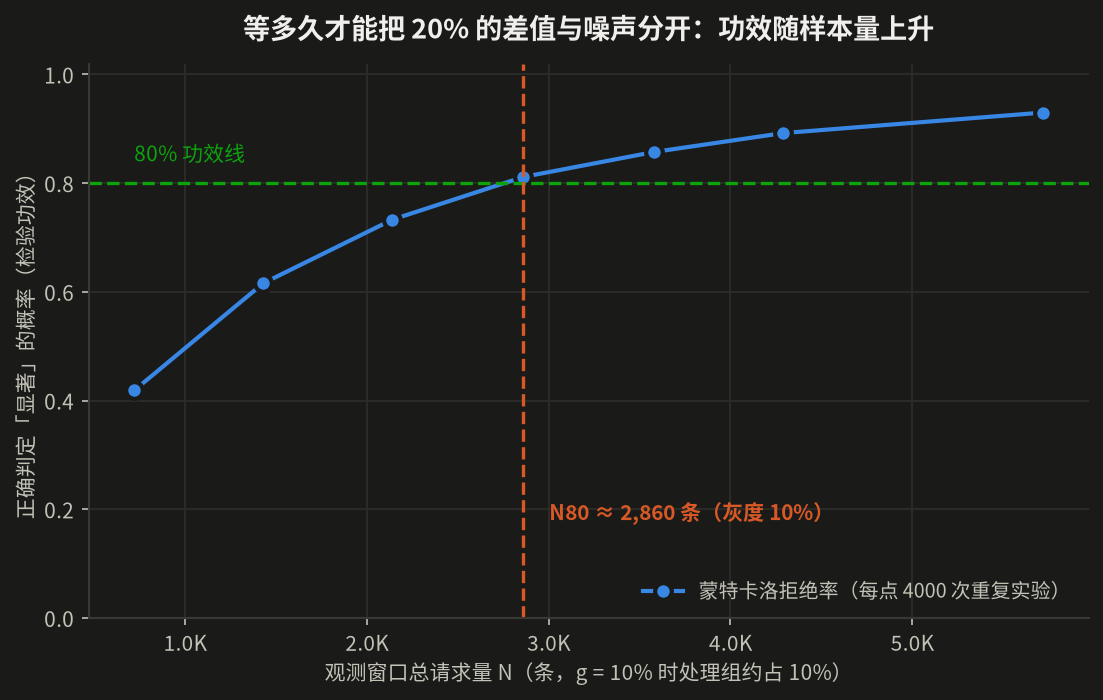 等多久才能把 20% 的差值与噪声分开：功效随样本量上升
正确判定「显著」的概率（检验功效）
1.0
0.8
0.6
0.4
0.2
0.0
80% 功效线
N80 ≈ 2,860 条（灰度 10%）
蒙特卡洛拒绝率（每点 4000 次重复实验）
1.0K
2.0K
3.0K
4.0K
5.0K
观测窗口总请求量 N（条，g = 10% 时处理组约占 10%）